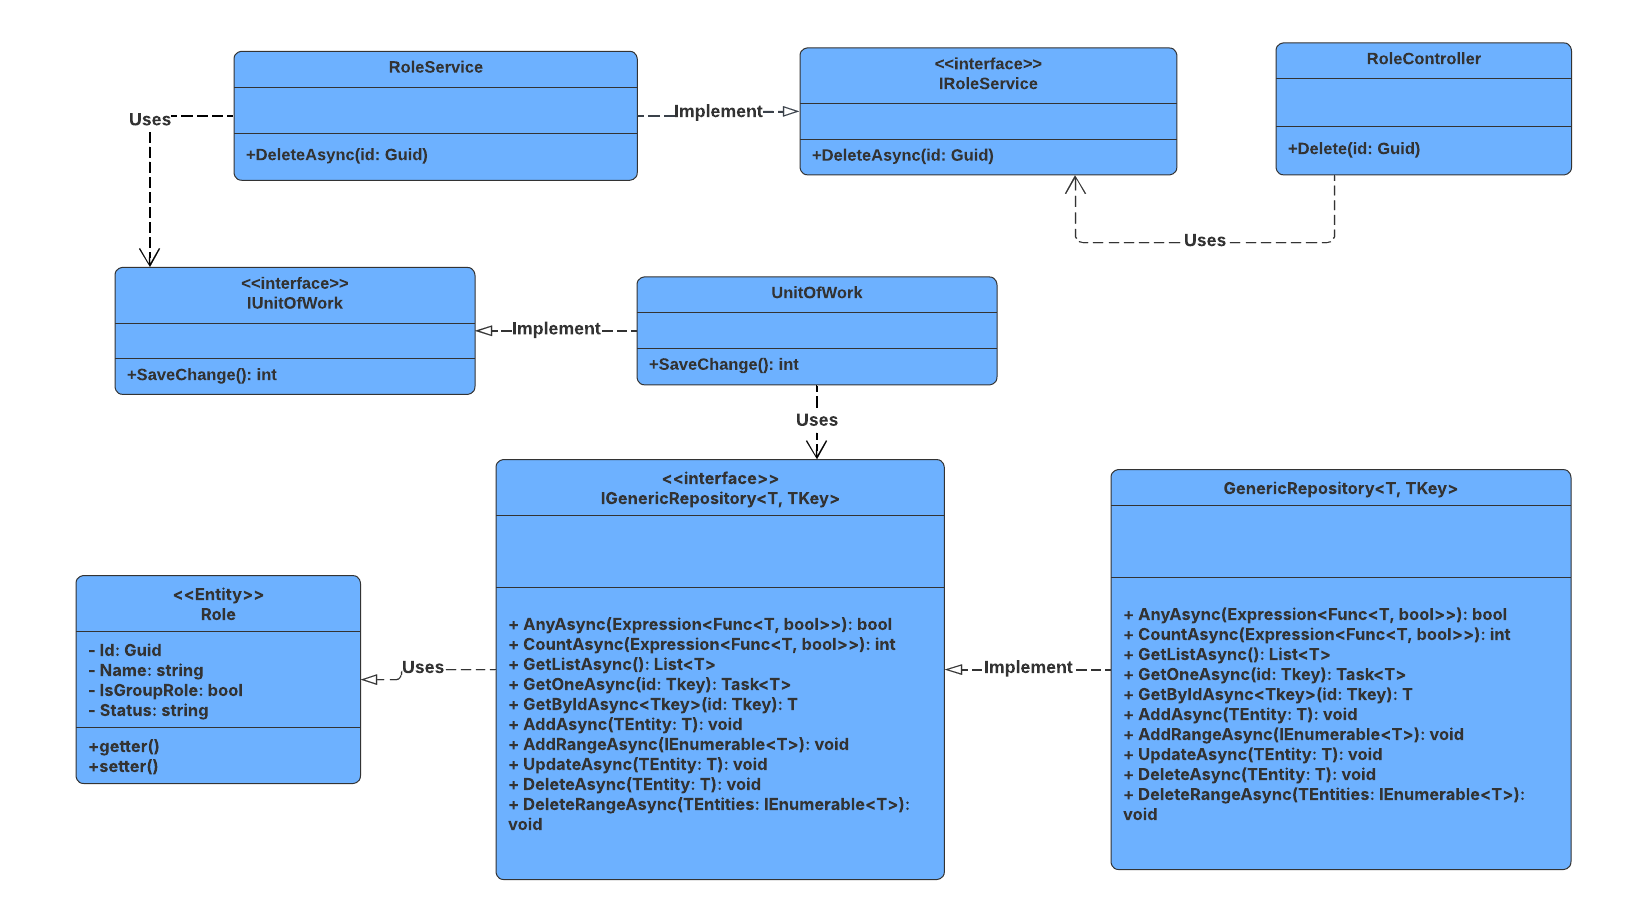 RoleService
+DeleteAsync(id: Guid)
Implement
<<interface>>
IRoleService
+DeleteAsync(id: Guid)
RoleController
+Delete(id: Guid)
Uses
Uses
<<interface>>
IUnitOfWork
+SaveChange(): int
Implement
UnitOfWork
+SaveChange(): int
Uses
<<interface>>
IGenericRepository<T, TKey>
+ AnyAsync(Expression<Func<T, bool>>): bool
+ CountAsync(Expression<Func<T, bool>>): int
+ GetListAsync(): List<T>
+ GetOneAsync(id: Tkey): Task<T>
+ GetByIdAsync<Tkey>(id: Tkey): T
+ AddAsync(TEntity: T): void
+ AddRangeAsync(IEnumerable<T>): void
+ UpdateAsync(TEntity: T): void
+ DeleteAsync(TEntity: T): void
+ DeleteRangeAsync(TEntities: IEnumerable<T>):
void
Implement
GenericRepository<T, TKey>
+ AnyAsync(Expression<Func<T, bool>>): bool
+ CountAsync(Expression<Func<T, bool>>): int
+ GetListAsync(): List<T>
+ GetOneAsync(id: Tkey): Task<T>
+ GetByIdAsync<Tkey>(id: Tkey): T
+ AddAsync(TEntity: T): void
+ AddRangeAsync(IEnumerable<T>): void
+ UpdateAsync(TEntity: T): void
+ DeleteAsync(TEntity: T): void
+ DeleteRangeAsync(TEntities: IEnumerable<T>):
void
Uses
<<Entity>>
Role
- Id: Guid
- Name: string
- IsGroupRole: bool
- Status: string
+getter()
+setter()